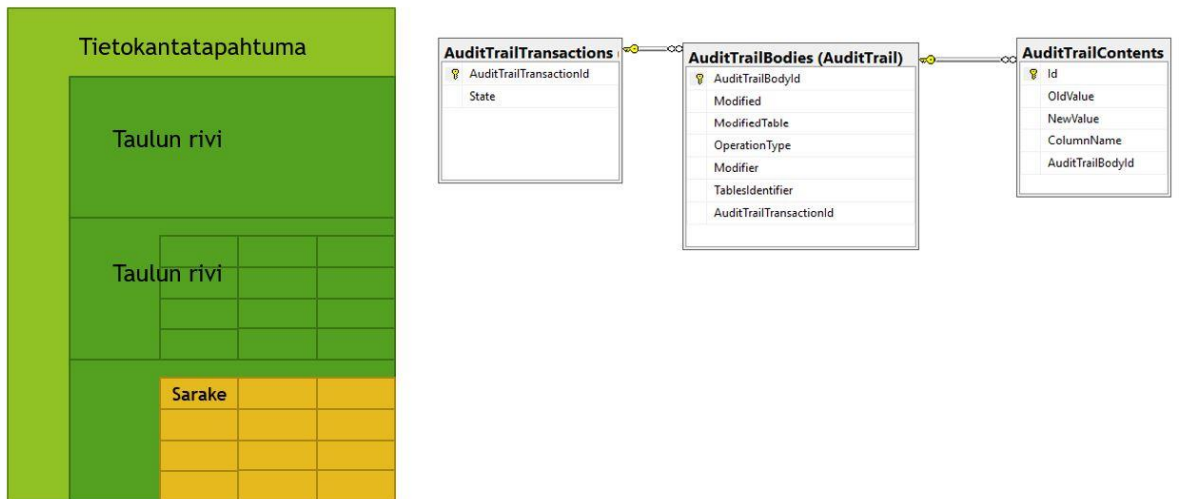 Tietokantatapahtuma
Taulun rivi
Taulun rivi
Sarake
AuditTrailTransactions
AuditTrailTransactionId
State
AuditTrailBodies (AuditTrail)
AuditTrailBodyId
Modified
ModifiedTable
OperationType
Modifier
TablesIdentifier
AuditTrailTransactionId
AuditTrailContents
Id
OldValue
NewValue
ColumnName
AuditTrailBodyId